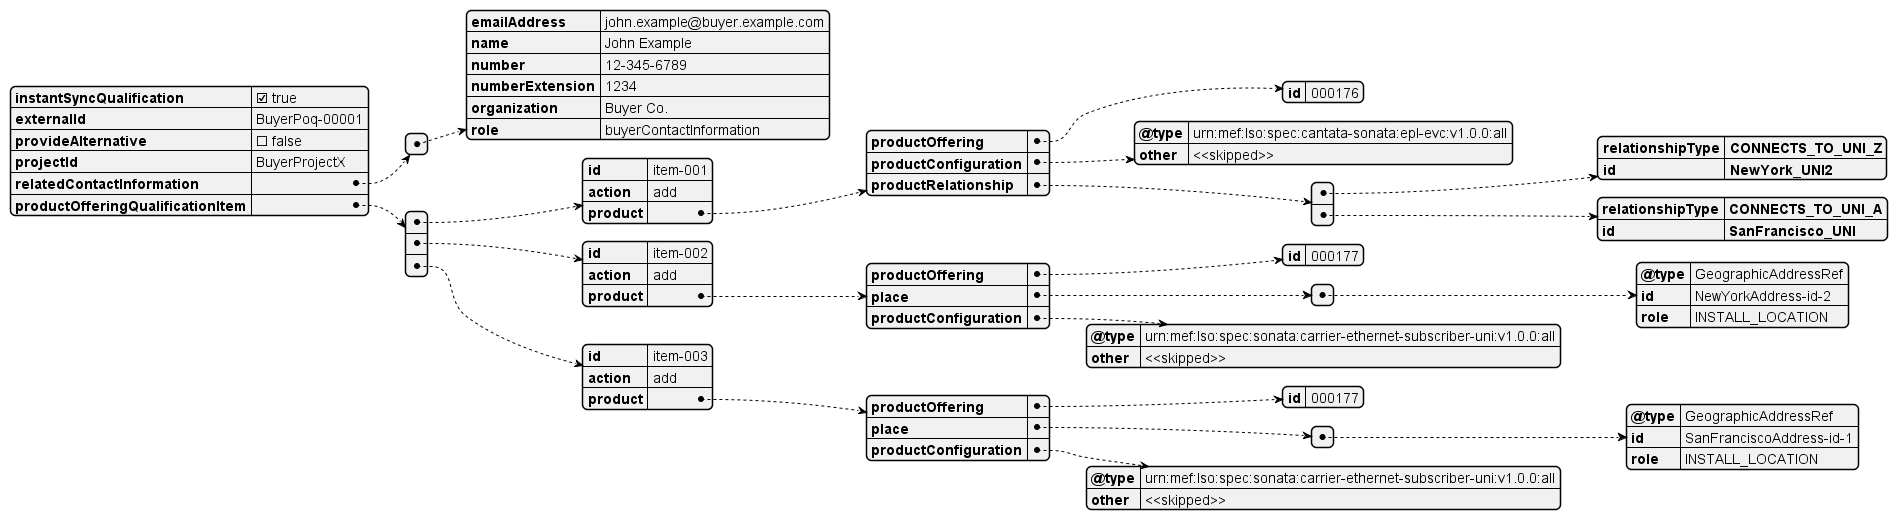 instantSyncQualification ☑ true
externalId BuyerPoq-00001
provideAlternative ☐ false
projectId BuyerProjectX
relatedContactInformation
productOfferingQualificationItem
emailAddress john.example@buyer.example.com
name John Example
number 12-345-6789
numberExtension 1234
organization Buyer Co.
role buyerContactInformation
id item-001
action add
product
productOffering
productConfiguration
productRelationship
id 000176
@type urn:mef:lso:spec:cantata-sonata:epl-evc:v1.0.0:all
other <<skipped>>
relationshipType CONNECTS_TO_UNI_Z
id NewYork_UNI2
relationshipType CONNECTS_TO_UNI_A
id SanFrancisco_UNI
id item-002
action add
product
productOffering
place
productConfiguration
id 000177
@type GeographicAddressRef
id NewYorkAddress-id-2
role INSTALL_LOCATION
@type urn:mef:lso:spec:sonata:carrier-ethernet-subscriber-uni:v1.0.0:all
other <<skipped>>
id item-003
action add
product
productOffering
place
productConfiguration
id 000177
@type GeographicAddressRef
id SanFranciscoAddress-id-1
role INSTALL_LOCATION
@type urn:mef:lso:spec:sonata:carrier-ethernet-subscriber-uni:v1.0.0:all
other <<skipped>>